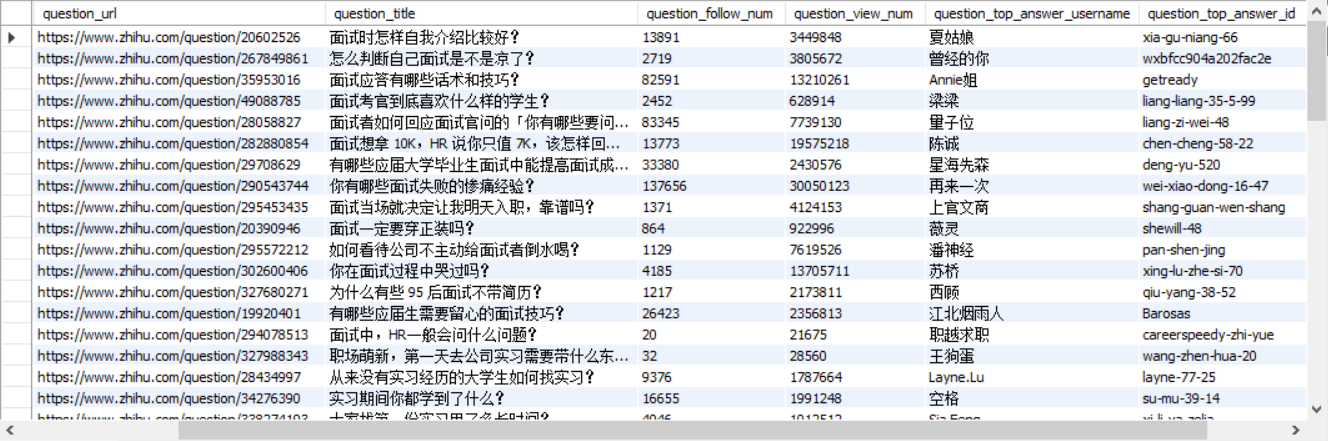 question_url question_title question_follow_num question_view_num question_top_answer_username question_top_answer_id
https://www.zhihu.com/question/20602526 面试时怎样自我介绍比较好? 13891 3449848 夏姑娘 xia-gu-niang-66
https://www.zhihu.com/question/267849861 怎么判断自己面试是不是凉了? 2719 3805672 曾经的你 wxbfcc904a202fac2e
https://www.zhihu.com/question/35953016 面试应答有哪些话术和技巧? 82591 13210261 Annie姐 getready
https://www.zhihu.com/question/49088785 面试考官到底喜欢什么样的学生? 2452 628914 梁梁 liang-liang-35-5-99
https://www.zhihu.com/question/28058827 面试者如何回应面试官问的「你有哪些要问... 83345 7739130 量子位 liang-zi-wei-48
https://www.zhihu.com/question/282880854 面试想拿 10K，HR 说你只值 7K，该怎样回... 13773 19575218 陈诚 chen-cheng-58-22
https://www.zhihu.com/question/29708629 有哪些应届大学毕业生面试中能提高面试成... 33380 2430576 星海先森 deng-yu-520
https://www.zhihu.com/question/290543744 你有哪些面试失败的惨痛经验? 137656 30050123 再来一次 wei-xiao-dong-16-47
https://www.zhihu.com/question/295453435 面试当场就决定让我明天入职，靠谱吗? 1371 4124153 上官文商 shang-guan-wen-shang
https://www.zhihu.com/question/20390946 面试一定要穿正装吗? 864 922996 薇灵 shewill-48
https://www.zhihu.com/question/295572212 如何看待公司不主动给面试者倒水喝? 1129 7619526 潘神经 pan-shen-jing
https://www.zhihu.com/question/302600406 你在面试过程中哭过吗? 4185 13705711 苏桥 xing-lu-zhe-si-70
https://www.zhihu.com/question/327680271 为什么有些 95 后面试不带简历? 1217 2173811 西顾 qiu-yang-38-52
https://www.zhihu.com/question/19920401 有哪些应届生需要留心的面试技巧? 26423 2356813 江北烟雨人 Barosas
https://www.zhihu.com/question/294078513 面试中，HR一般会问什么问题? 20 21675 职越求职 careerspeedy-zhi-yue
https://www.zhihu.com/question/327988343 职场萌新，第一天去公司实习需要带什么东... 32 28560 王狗蛋 wang-zhen-hua-20
https://www.zhihu.com/question/28434997 从来没有实习经历的大学生如何找实习? 9376 1787664 Layne.Lu layne-77-25
https://www.zhihu.com/question/34276390 实习期间你都学到了什么? 16655 1991248 空格 su-mu-39-14